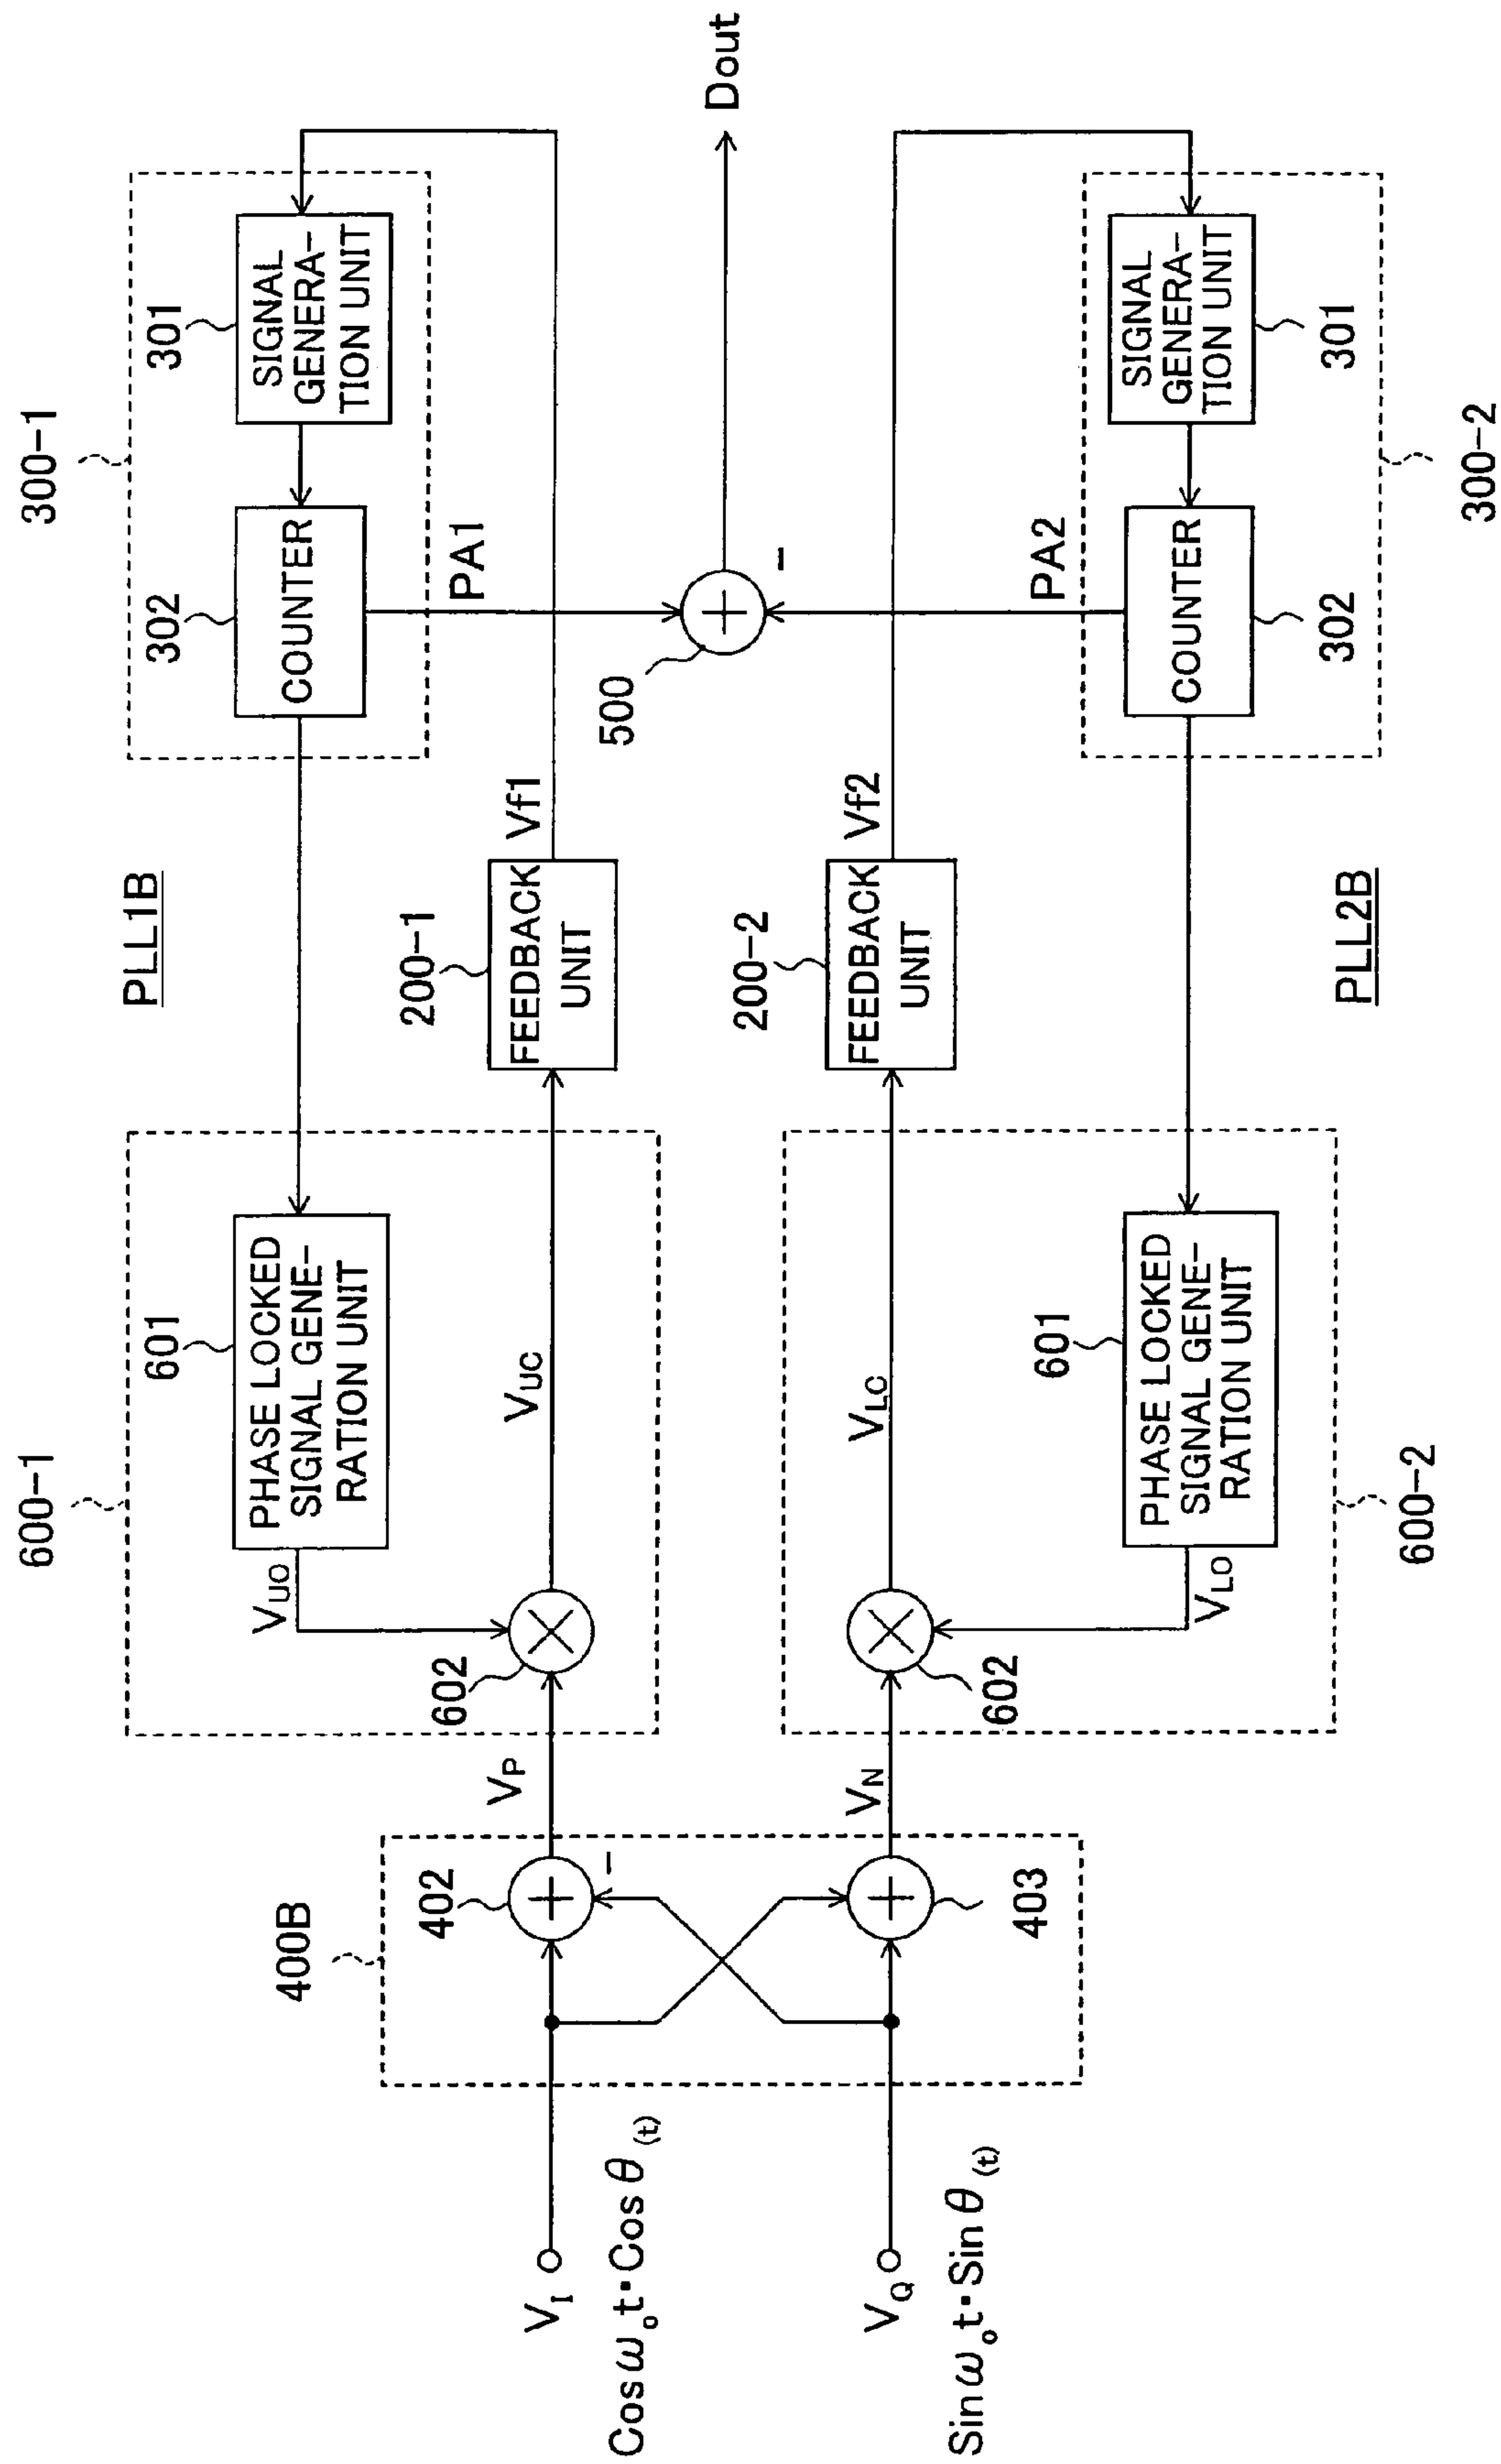 600-1
PLL1B
300-1
601
PHASE LOCKED
SIGNAL GENE-
RATION UNIT
302
COUNTER
301
SIGNAL
GENERA-
TION UNIT
VUO
400B
402
VP
602
VUC
200-1
FEEDBACK
UNIT
Vf1
PA1
VI
Cosω₀t·Cosθ(t)
-
500
+
-
Dout
VQ
Sinω₀t·Sinθ(t)
+
+
403
VN
602
VLC
200-2
FEEDBACK
UNIT
Vf2
PA2
VLO
601
PHASE LOCKED
SIGNAL GENE-
RATION UNIT
COUNTER
302
SIGNAL
GENERA-
TION UNIT
301
600-2
PLL2B
300-2